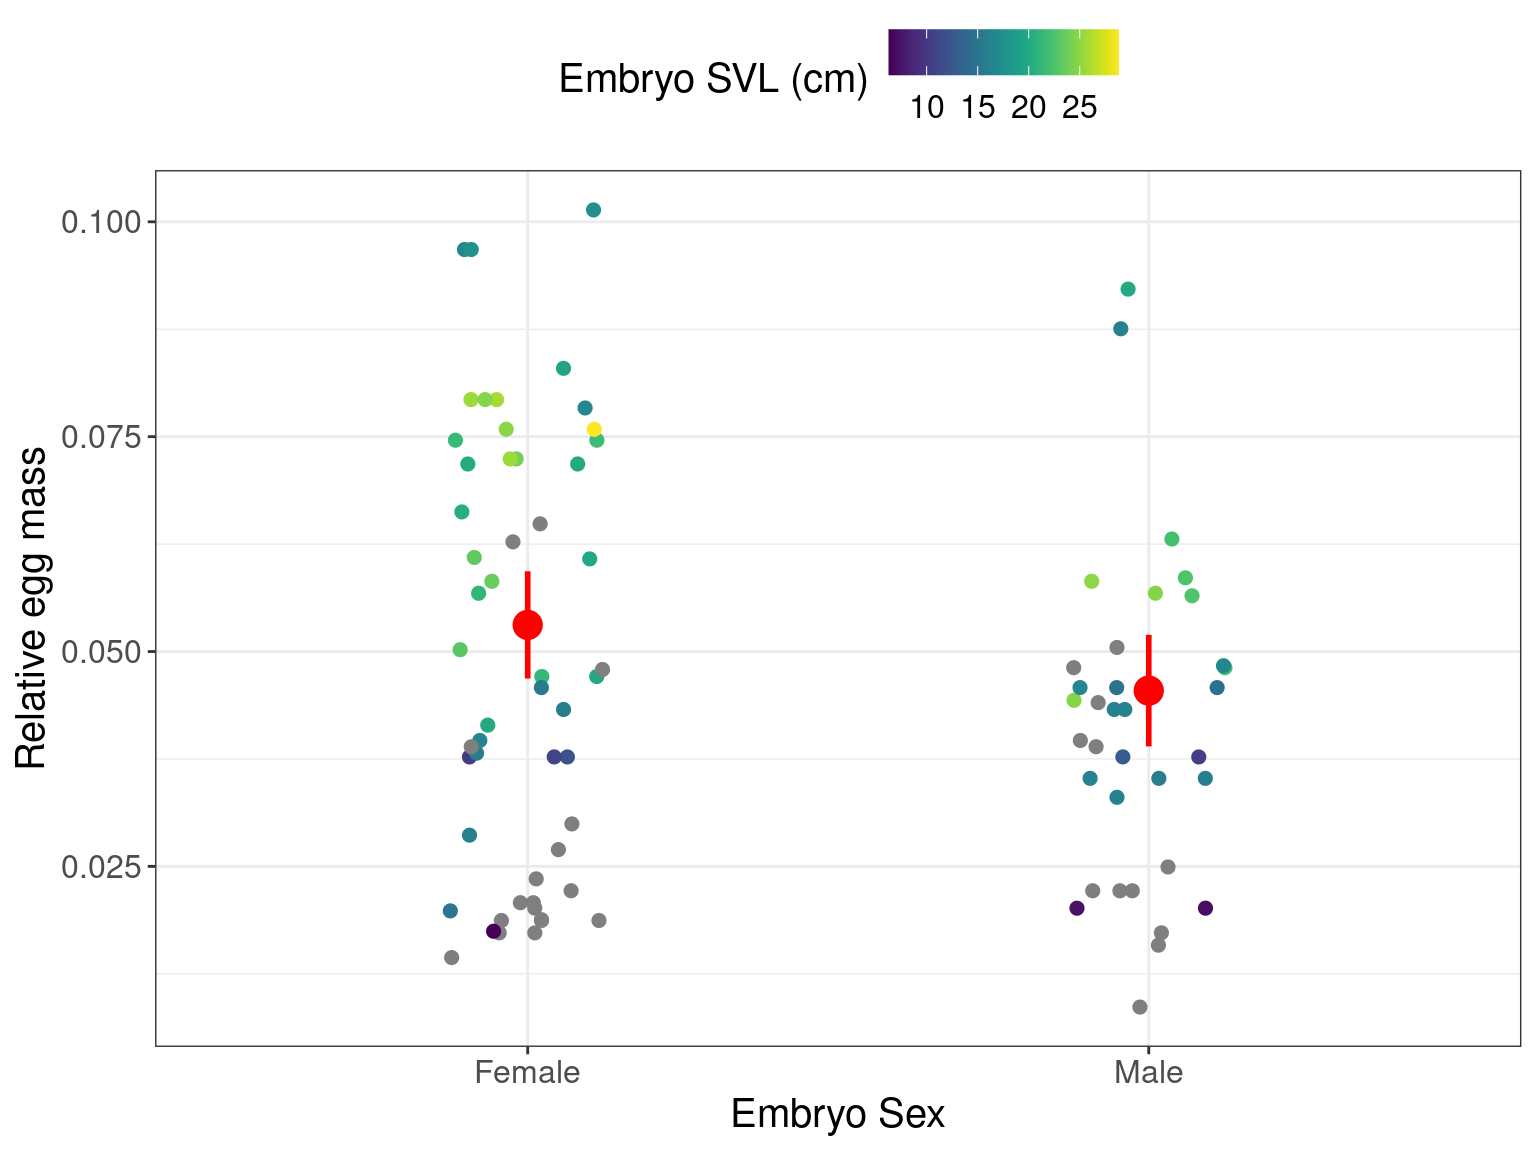 Embryo SVL (cm)
10 15 20 25
0.100
0.075
0.050
0.025
Relative egg mass
Female Male
Embryo Sex